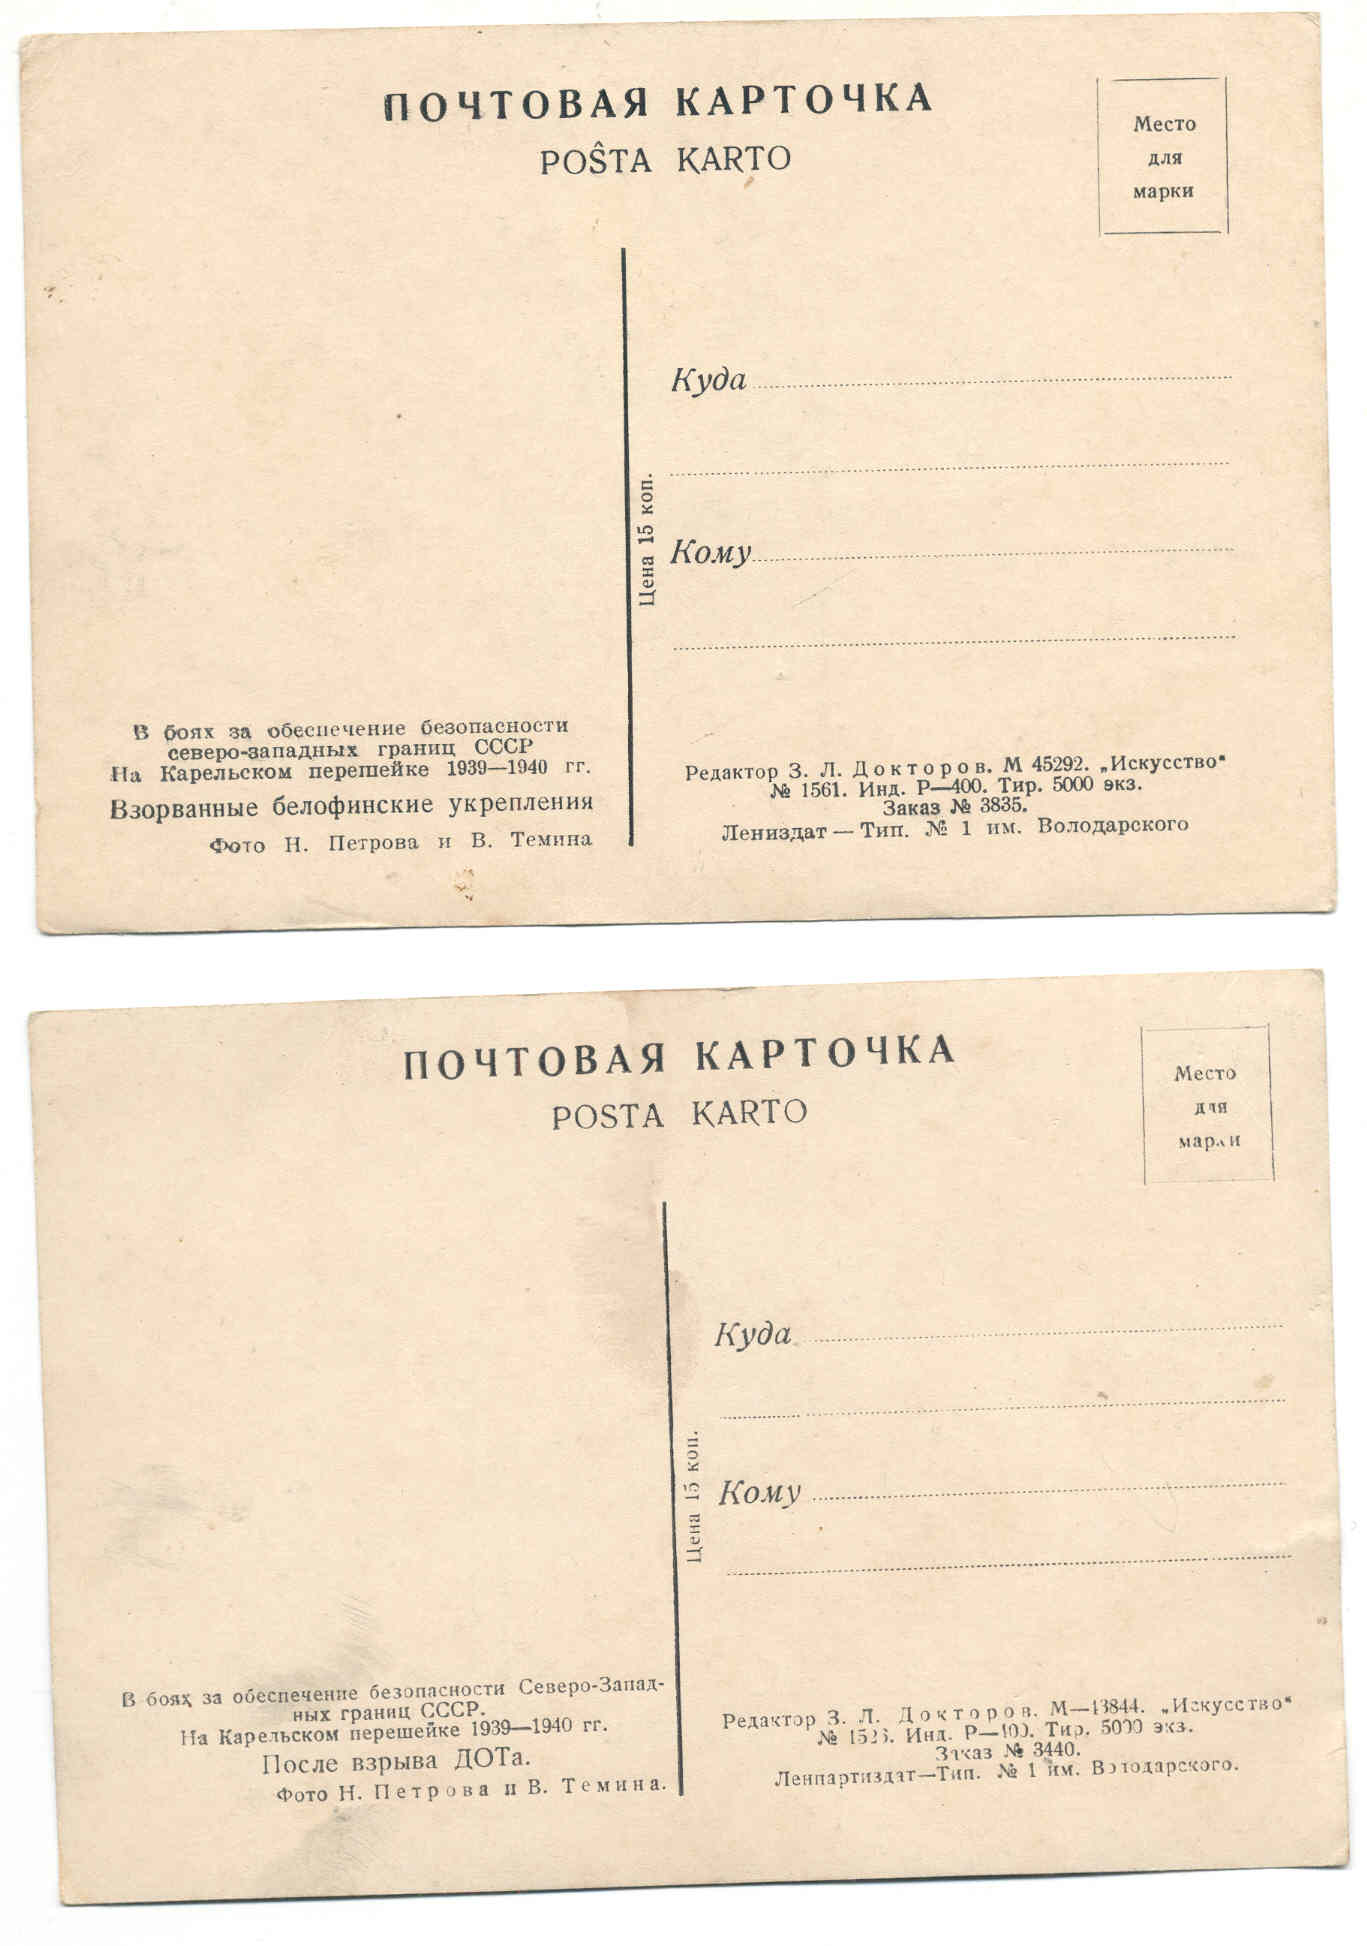 ПОЧТОВАЯ КАРТОЧКА
POŜTA KARTO
Место
для
марки
Куда
Кому
Цена 15 коп.
В боях за обеспечение безопасности
северо-западных границ СССР
На Карельском перешейке 1939—1940 гг.
Взорванные белофинские укрепления
Фото Н. Петрова и В. Темина
Редактор З. Л. Докторов. М 45292. „Искусство“
№ 1561. Инд. Р—400. Тир. 5000 экз.
Заказ № 3835.
Лениздат — Тип. № 1 им. Володарского
ПОЧТОВАЯ КАРТОЧКА
POSTA KARTO
Место
для
марки
Куда
Кому
Цена 15 коп.
В боях за обеспечение безопасности Северо-Запад-
ных границ СССР.
На Карельском перешейке 1939—1940 гг.
После взрыва ДОТа.
Фото Н. Петрова и В. Темина.
Редактор З. Л. Докторов. М—43844. „Искусство“
№ Инд. Р—400. Тир. 5000 экз.
Заказ № 3440.
Ленпартиздат—Тип. № 1 им. Володарского.